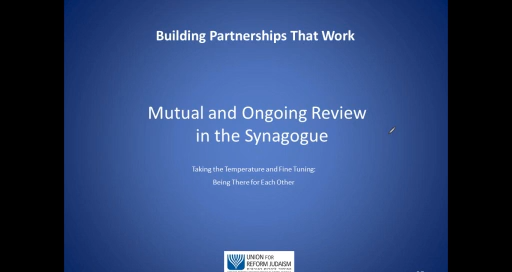 Building Partnerships That Work
Mutual and Ongoing Review
in the Synagogue
Taking the Temperature and Fine Tuning:
Being There for Each Other
UNION FOR
REFORM JUDAISM